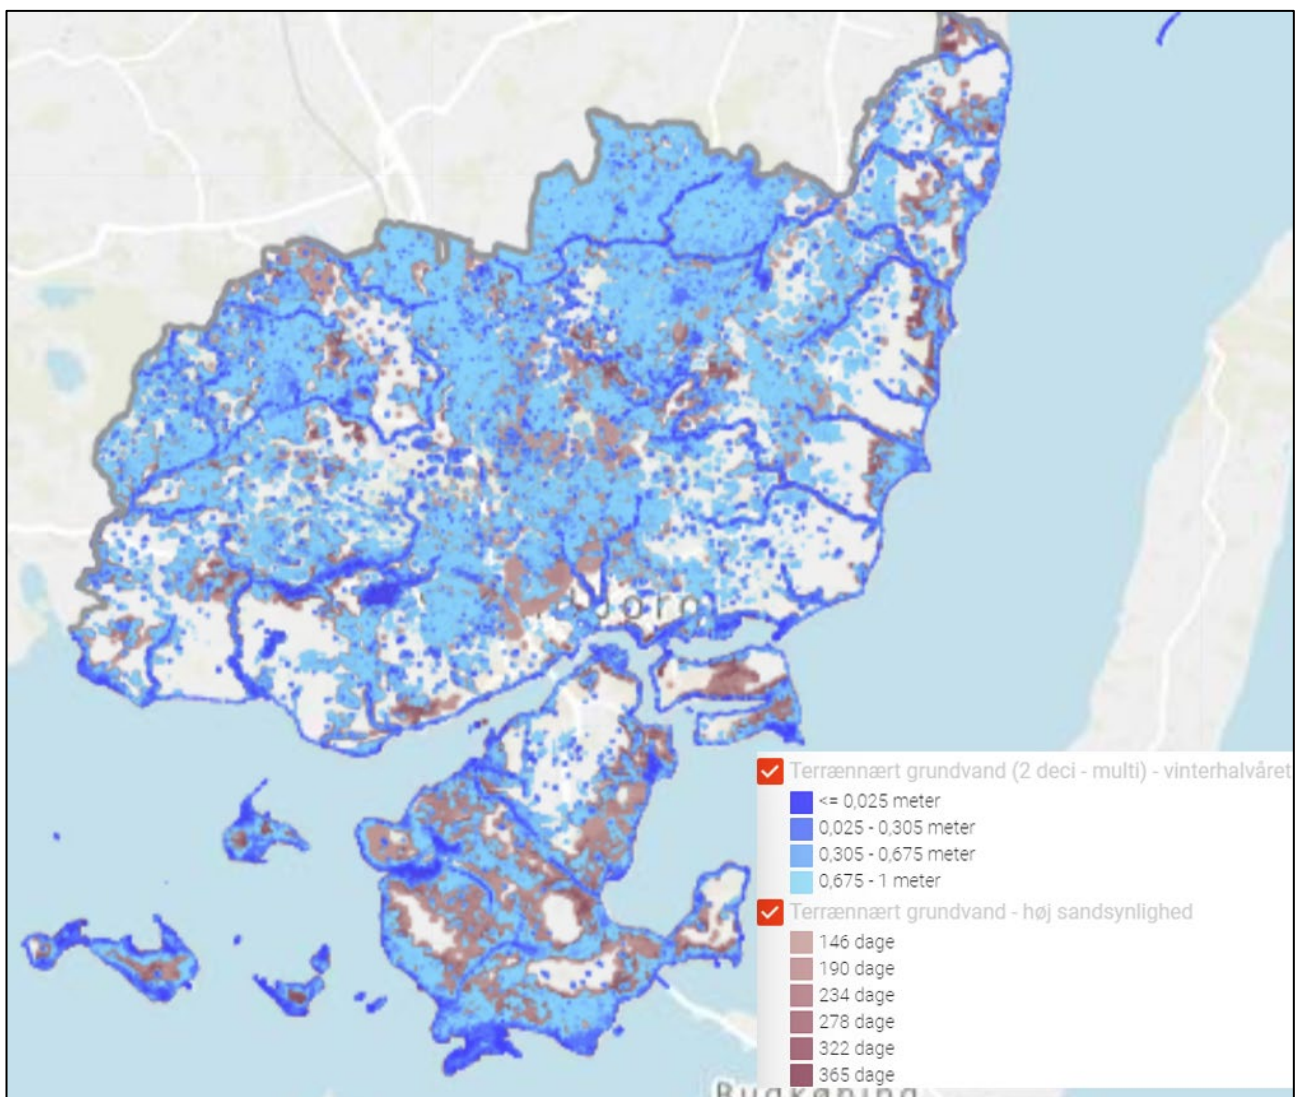 Terrænnært grundvand (2 deci - multi) - vinterhalvåret
<= 0,025 meter
0,025 - 0,305 meter
0,305 - 0,675 meter
0,675 - 1 meter
Terrænnært grundvand - høj sandsynlighed
146 dage
190 dage
234 dage
278 dage
322 dage
365 dage